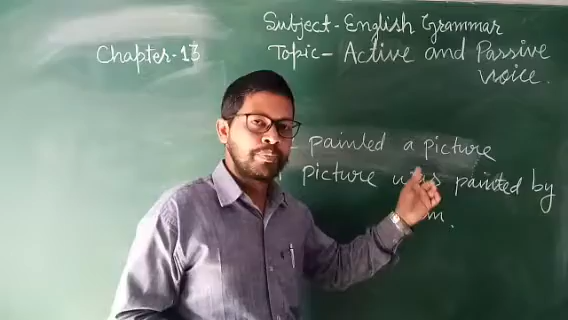 Subject - English Grammar
Chapter - 13
Topic - Active and Passive
voice.
painted a picture
picture was painted by
m.